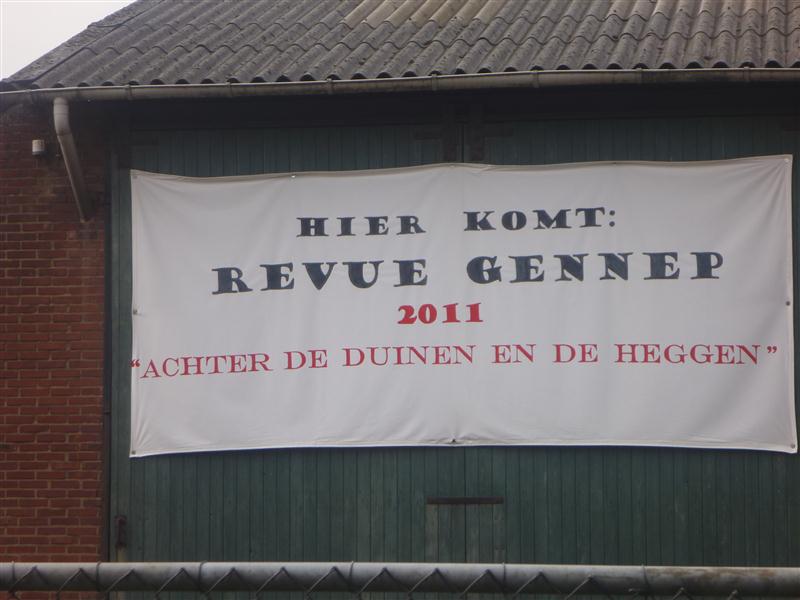 HIER KOMT:
REVUE GENNEP
2011
"ACHTER DE DUINEN EN DE HEGGEN"